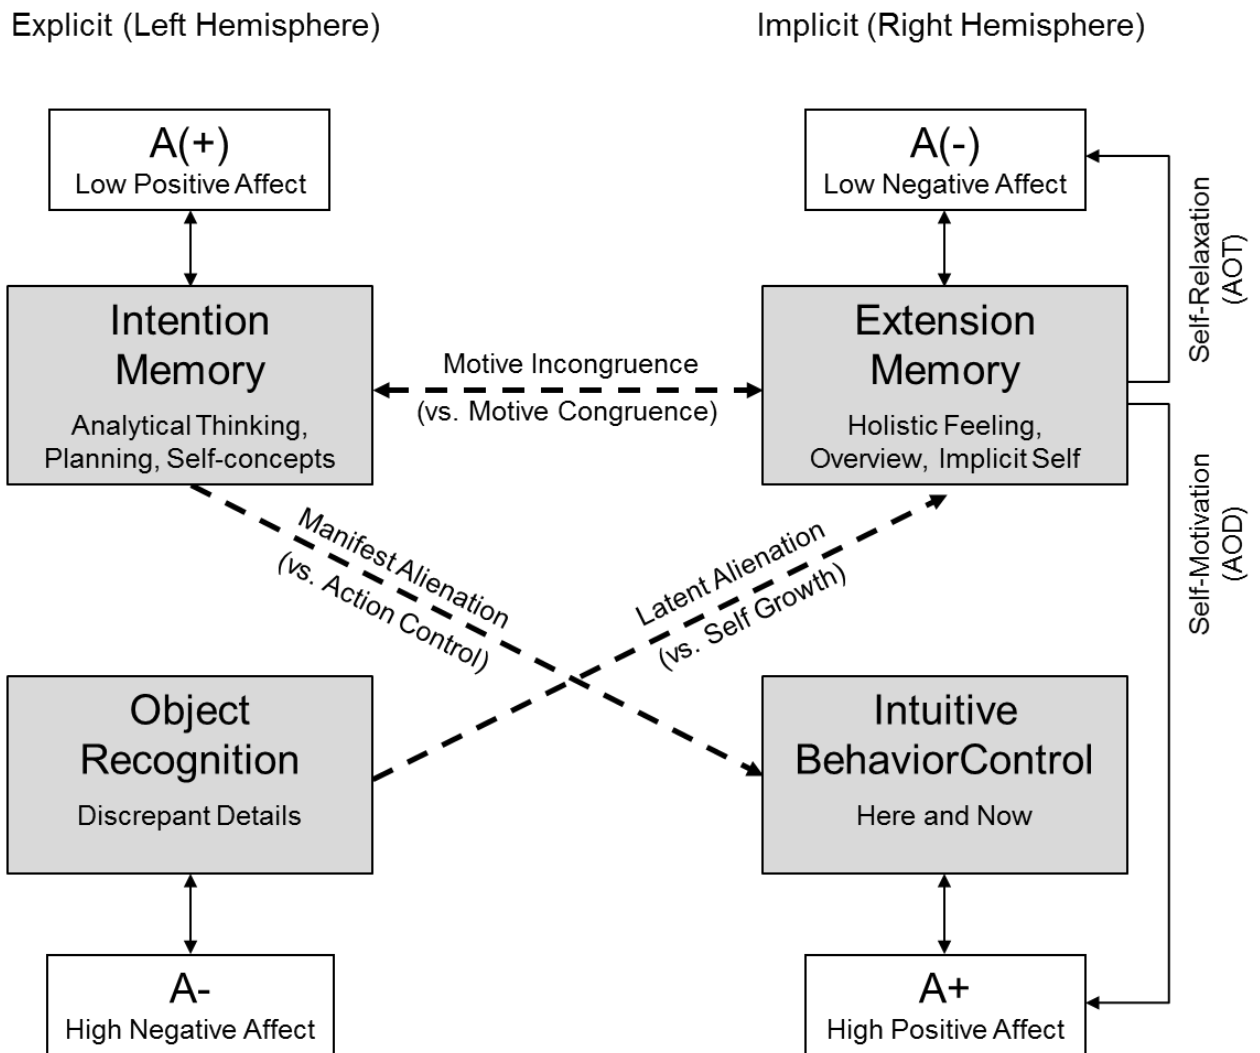 Explicit (Left Hemisphere)
Implicit (Right Hemisphere)
A(+)
Low Positive Affect
A(-)
Low Negative Affect
Self-Relaxation
(AOT)
Intention
Memory
Analytical Thinking,
Planning, Self-concepts
Motive Incongruence
(vs. Motive Congruence)
Extension
Memory
Holistic Feeling,
Overview, Implicit Self
Self-Motivation
(AOD)
Manifest Alienation
(vs. Action Control)
Latent Alienation
(vs. Self Growth)
Object
Recognition
Discrepant Details
Intuitive
BehaviorControl
Here and Now
A-
High Negative Affect
A+
High Positive Affect